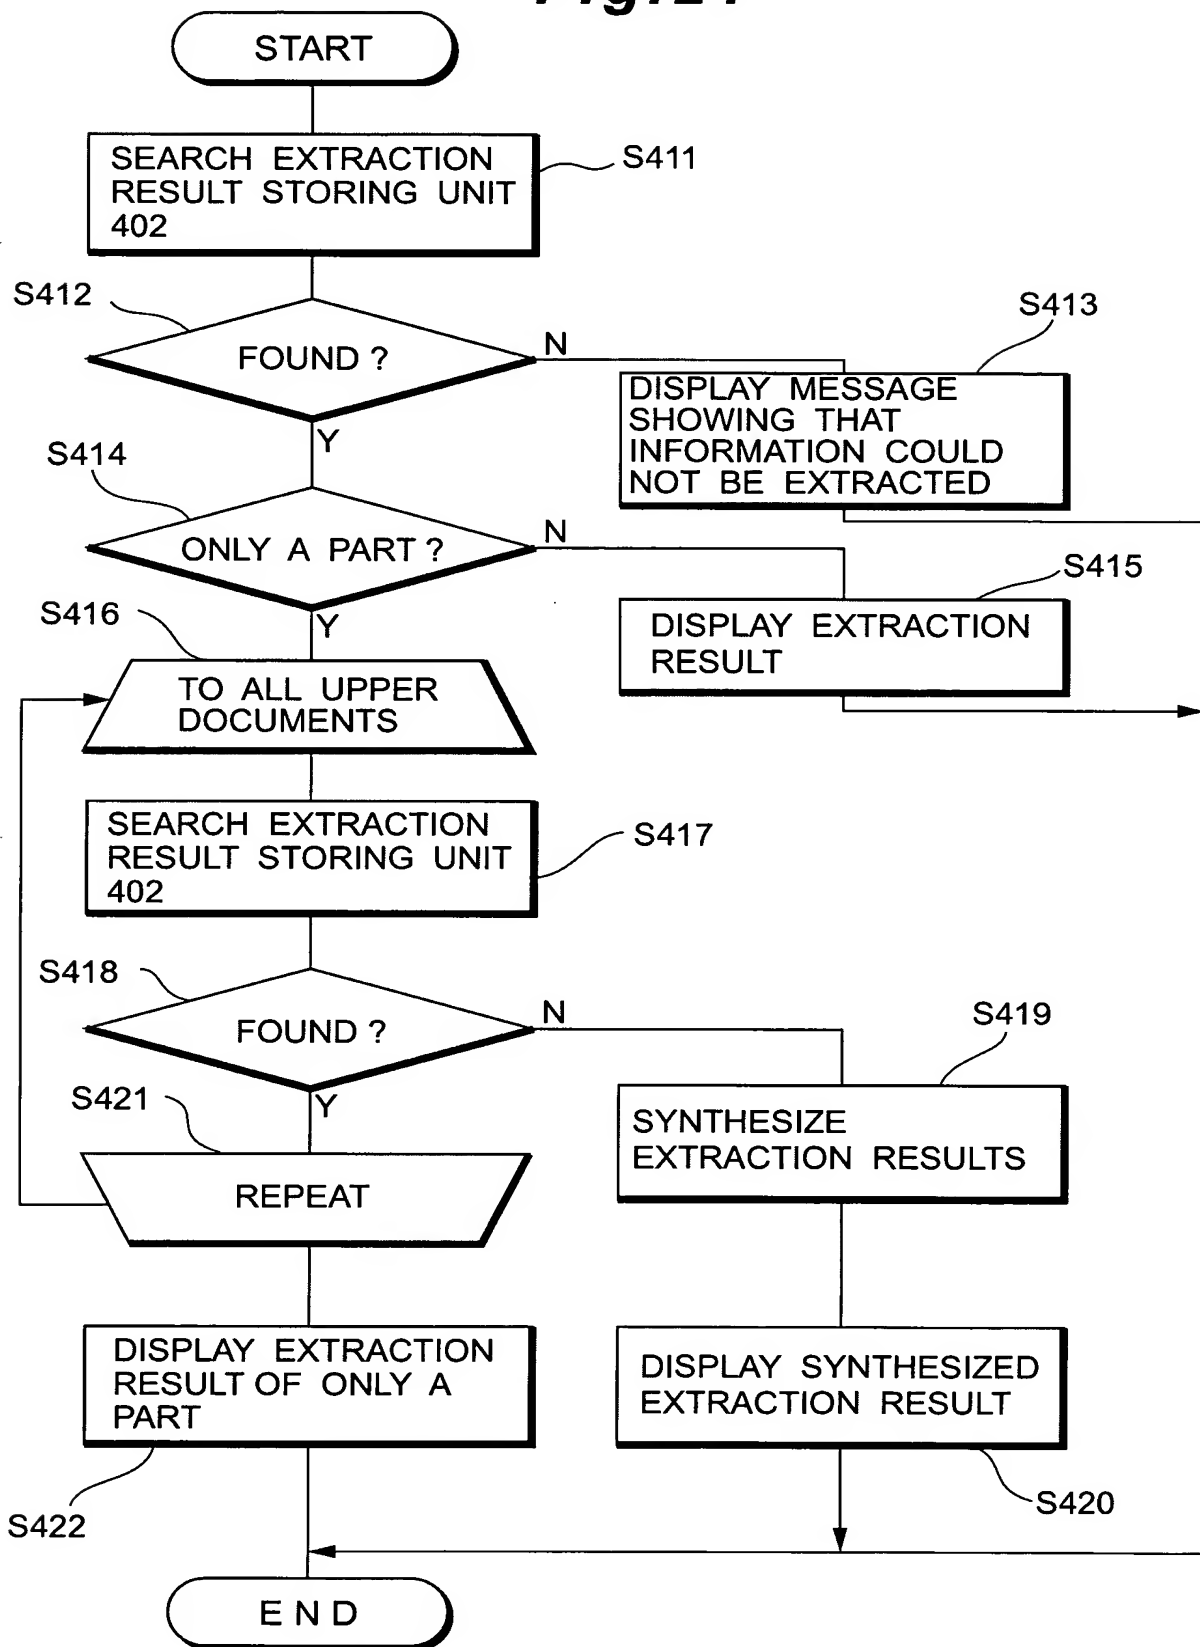 START
SEARCH EXTRACTION
RESULT STORING UNIT
402
S411
S412
FOUND ?
N
Y
S413
DISPLAY MESSAGE
SHOWING THAT
INFORMATION COULD
NOT BE EXTRACTED
S414
ONLY A PART ?
N
Y
S415
DISPLAY EXTRACTION
RESULT
S416
TO ALL UPPER
DOCUMENTS
SEARCH EXTRACTION
RESULT STORING UNIT
402
S417
S418
FOUND ?
N
Y
S419
SYNTHESIZE
EXTRACTION RESULTS
S421
REPEAT
DISPLAY EXTRACTION
RESULT OF ONLY A
PART
S422
DISPLAY SYNTHESIZED
EXTRACTION RESULT
S420
END